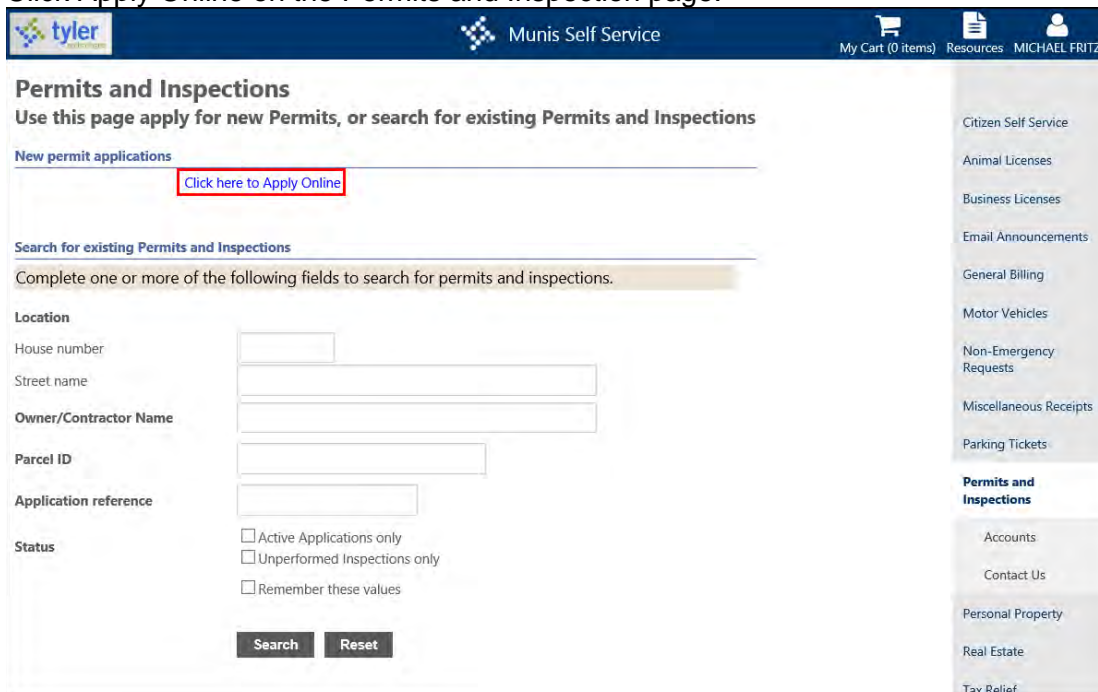 Click Apply Online on the Permits and Inspection page.
tyler
Munis Self Service
My Cart (0 items) Resources MICHAEL FRITZ
Permits and Inspections
Use this page apply for new Permits, or search for existing Permits and Inspections
New permit applications
Click here to Apply Online
Search for existing Permits and Inspections
Complete one or more of the following fields to search for permits and inspections.
Location
House number
Street name
Owner/Contractor Name
Parcel ID
Application reference
Status
Active Applications only
Unperformed Inspections only
Remember these values
Search Reset
Citizen Self Service
Animal Licenses
Business Licenses
Email Announcements
General Billing
Motor Vehicles
Non-Emergency
Requests
Miscellaneous Receipts
Parking Tickets
Permits and
Inspections
Accounts
Contact Us
Personal Property
Real Estate
Tax Relief